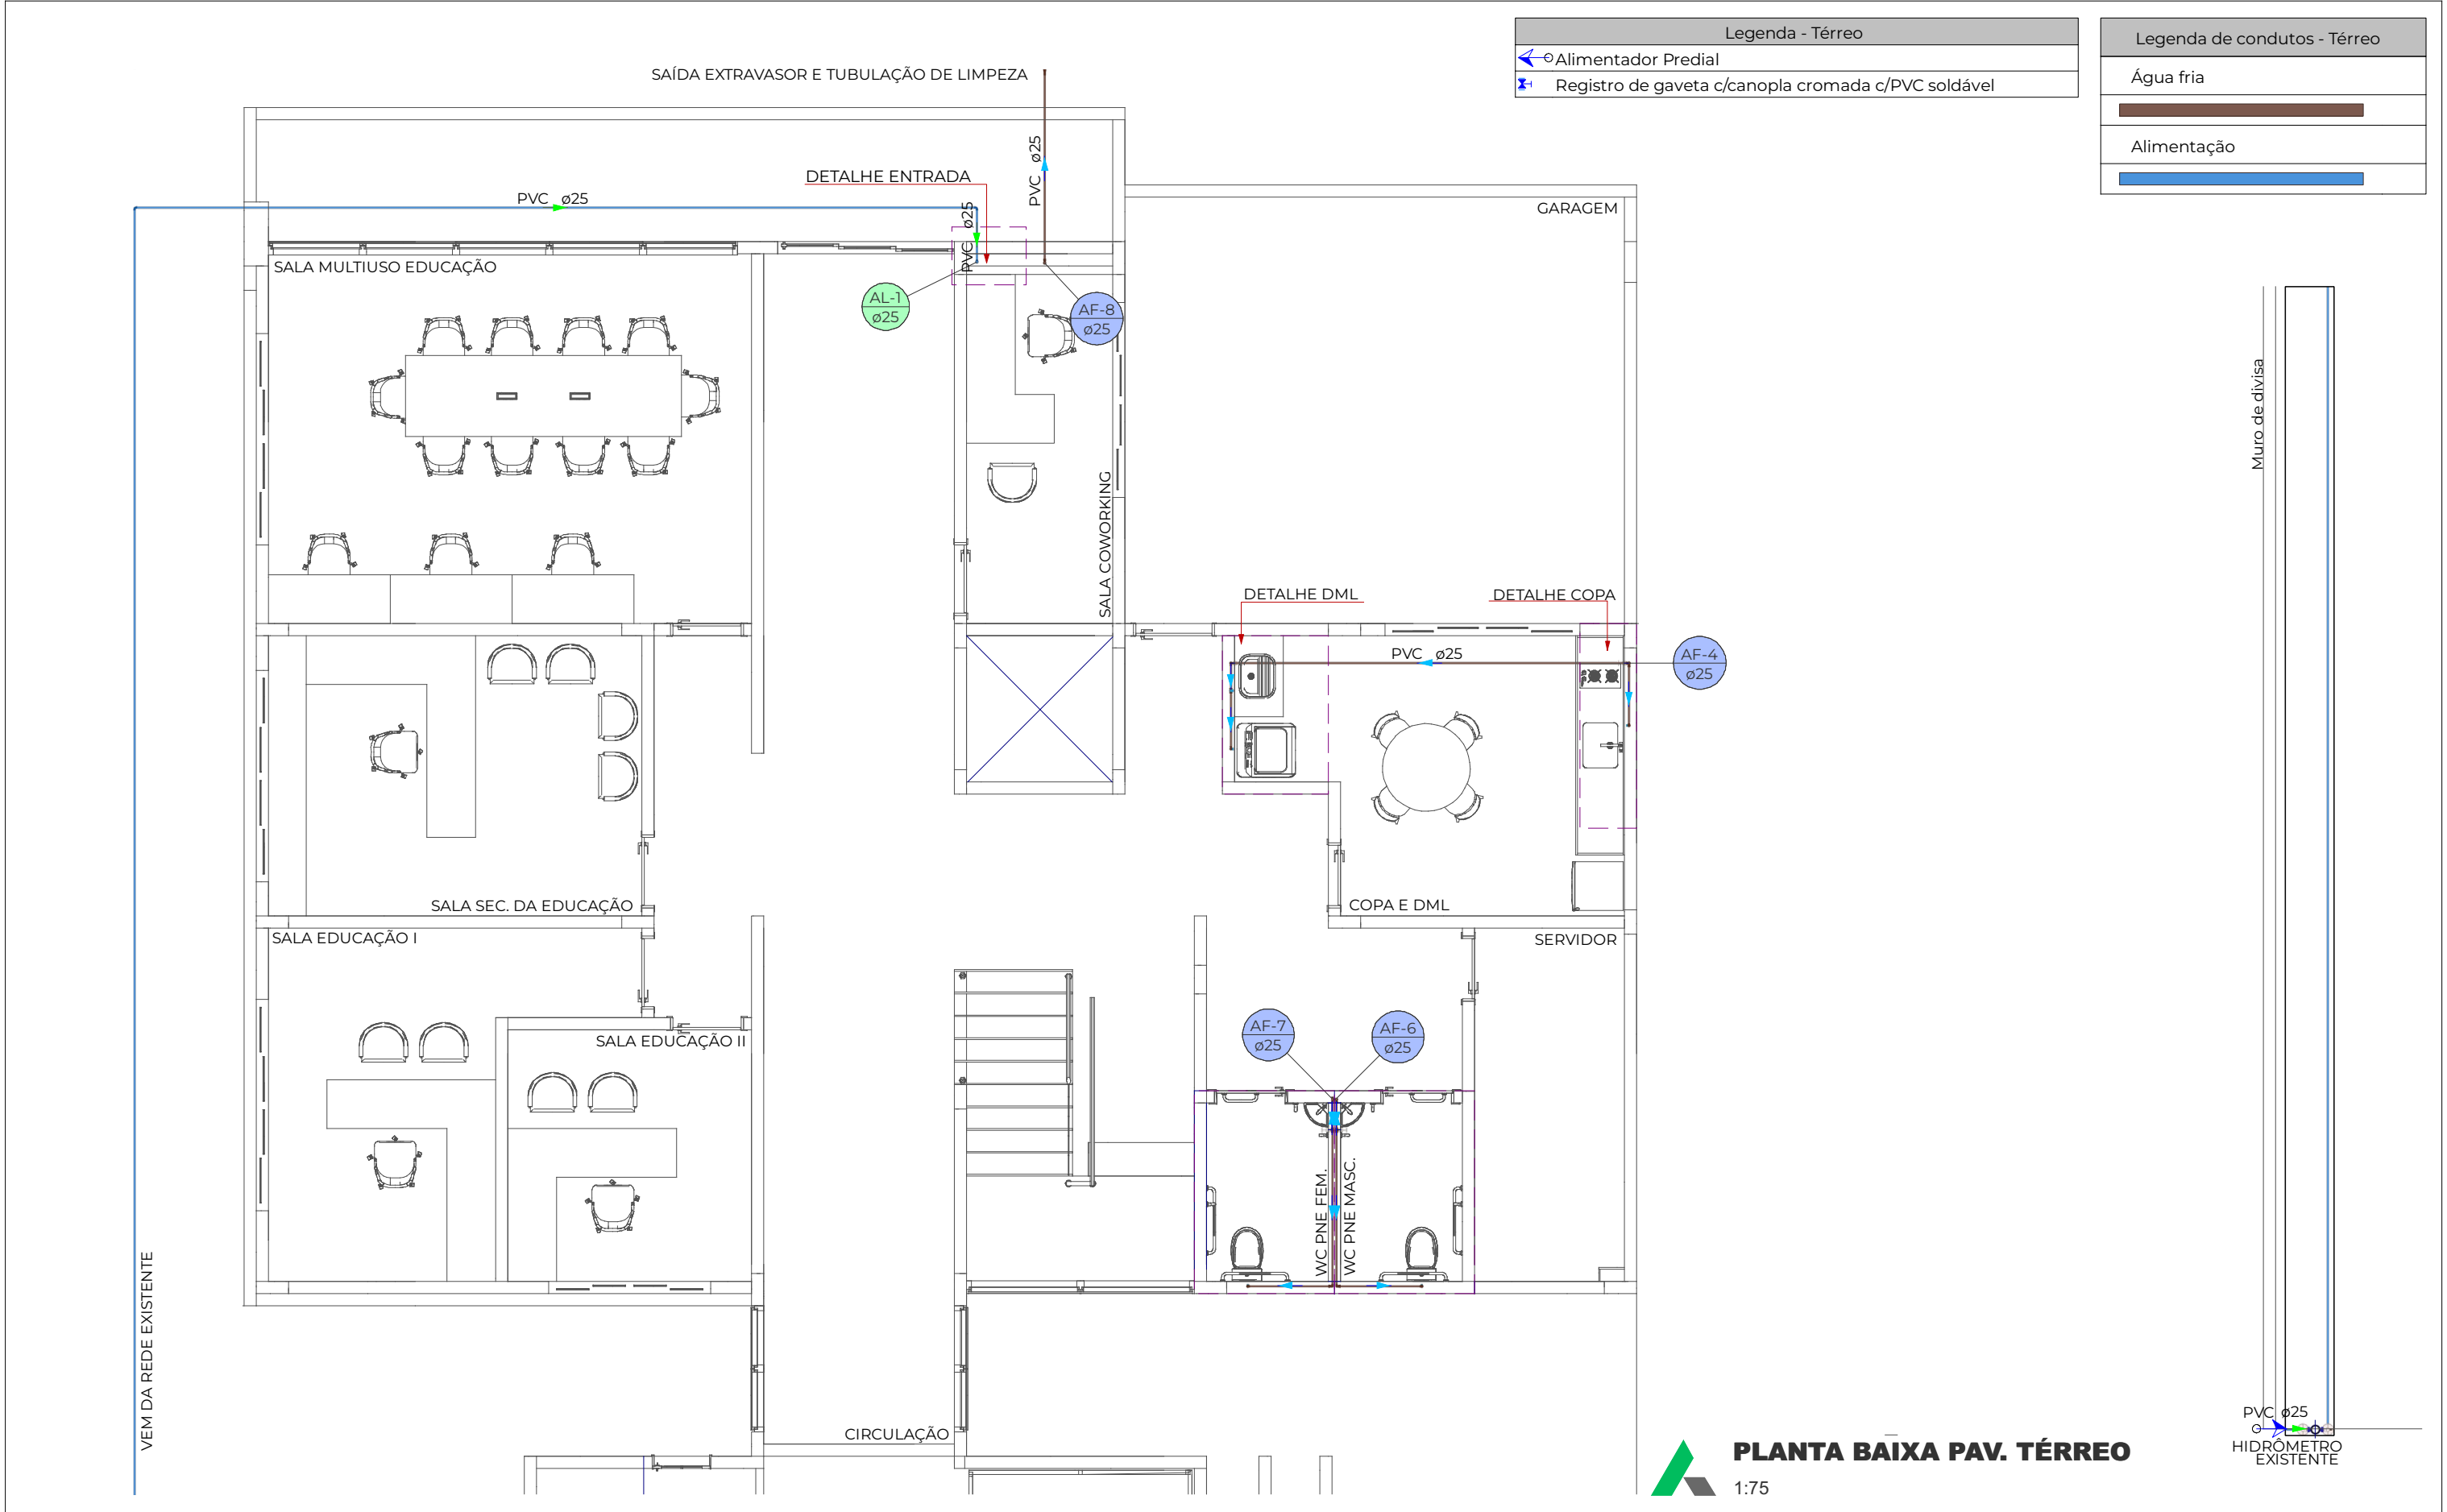 Legenda - Térreo
Alimentador Predial
Registro de gaveta c/canopla cromada c/PVC soldável
Legenda de condutos - Térreo
Água fria
Alimentação
SAÍDA EXTRAVASOR E TUBULAÇÃO DE LIMPEZA
PVC ø25
DETALHE ENTRADA
PVC ø25
PVC ø25
GARAGEM
SALA MULTIUSO EDUCAÇÃO
AL-1
ø25
AF-8
ø25
Muro de divisa
SALA COWORKING
DETALHE DML
DETALHE COPA
PVC ø25
AF-4
ø25
SALA SEC. DA EDUCAÇÃO
COPA E DML
SALA EDUCAÇÃO I
SERVIDOR
SALA EDUCAÇÃO II
AF-7
ø25
AF-6
ø25
WC PNE FEM.
WC PNE MASC.
VEM DA REDE EXISTENTE
CIRCULAÇÃO
PVC ø25
HIDRÔMETRO
EXISTENTE
PLANTA BAIXA PAV. TÉRREO
1:75